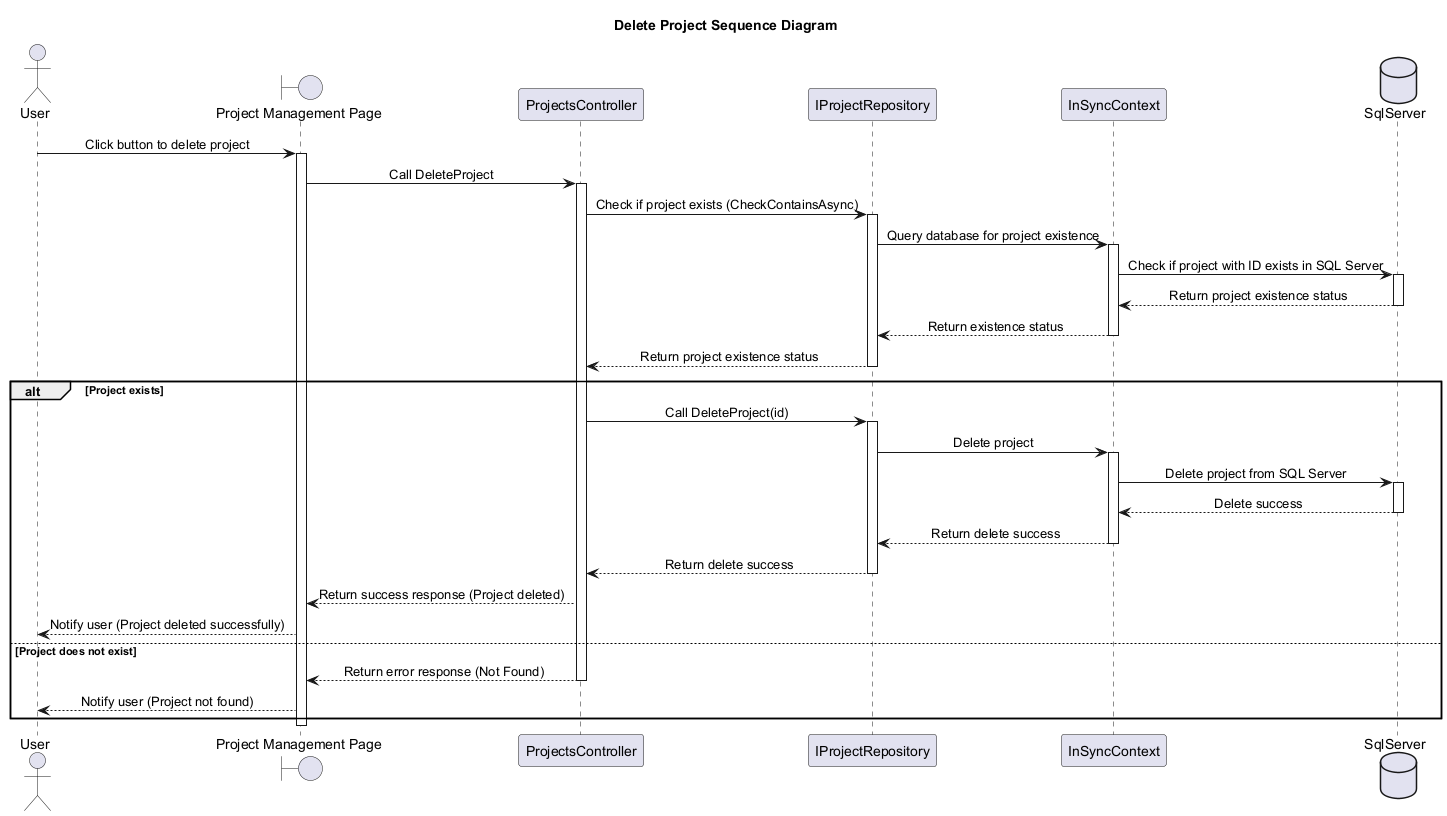 Delete Project Sequence Diagram
User
Project Management Page
ProjectsController
IProjectRepository
InSyncContext
SqlServer
Click button to delete project
Call DeleteProject
Check if project exists (CheckContainsAsync)
Query database for project existence
Check if project with ID exists in SQL Server
Return project existence status
Return existence status
Return project existence status
alt
[Project exists]
Call DeleteProject(id)
Delete project
Delete project from SQL Server
Delete success
Return delete success
Return delete success
Return success response (Project deleted)
Notify user (Project deleted successfully)
[Project does not exist]
Return error response (Not Found)
Notify user (Project not found)
User
Project Management Page
ProjectsController
IProjectRepository
InSyncContext
SqlServer